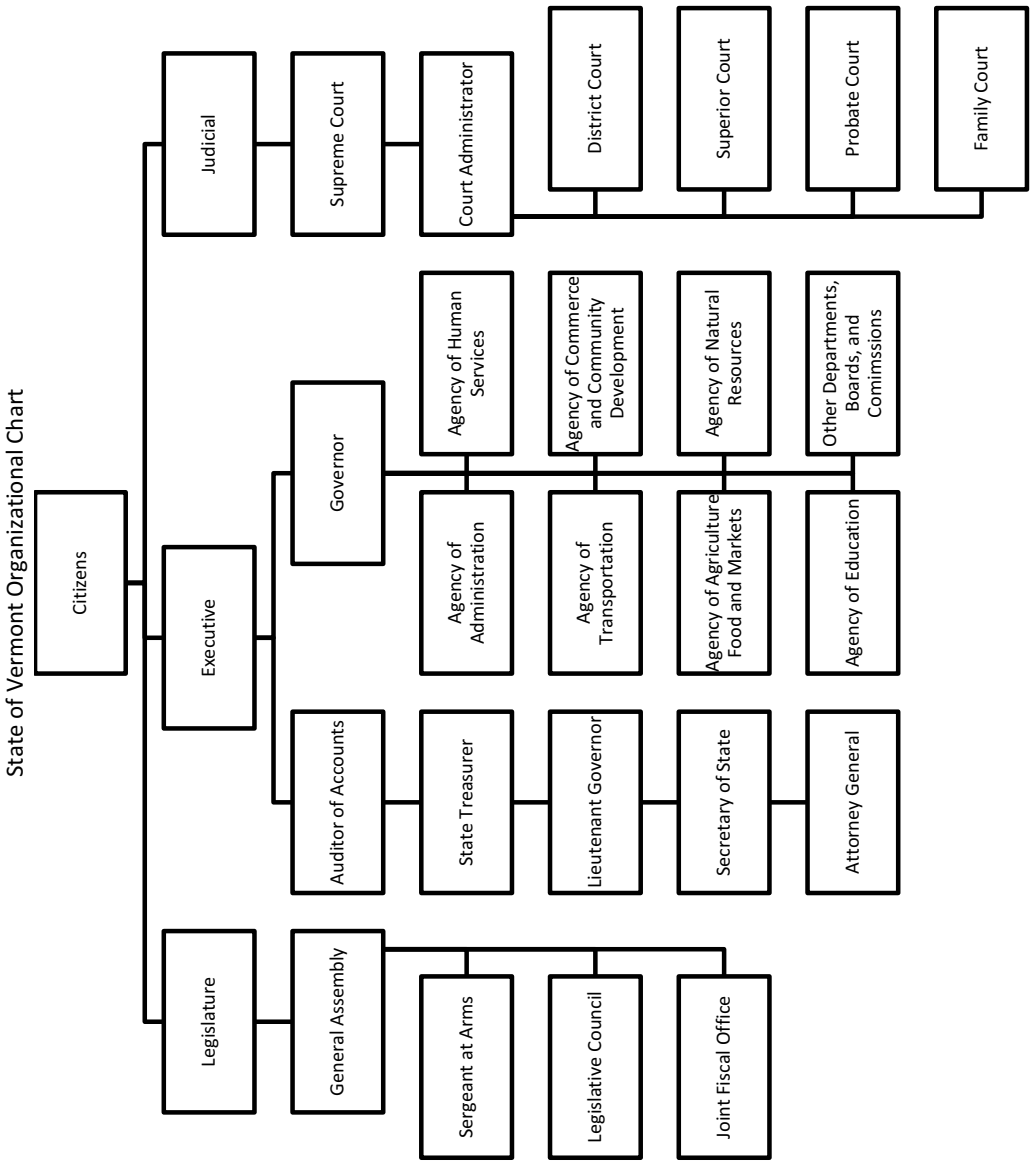 State of Vermont Organizational Chart
Citizens
Legislature
Executive
Judicial
General Assembly
Auditor of Accounts
Governor
Supreme Court
Sergeant at Arms
State Treasurer
Agency of
Administration
Agency of Human
Services
Court Administrator
Legislative Council
Lieutenant Governor
Agency of
Transportation
Agency of Commerce
and Community
Development
District Court
Joint Fiscal Office
Secretary of State
Agency of Agriculture
Food and Markets
Agency of Natural
Resources
Superior Court
Attorney General
Agency of Education
Other Departments,
Boards, and
Comimssions
Probate Court
Family Court